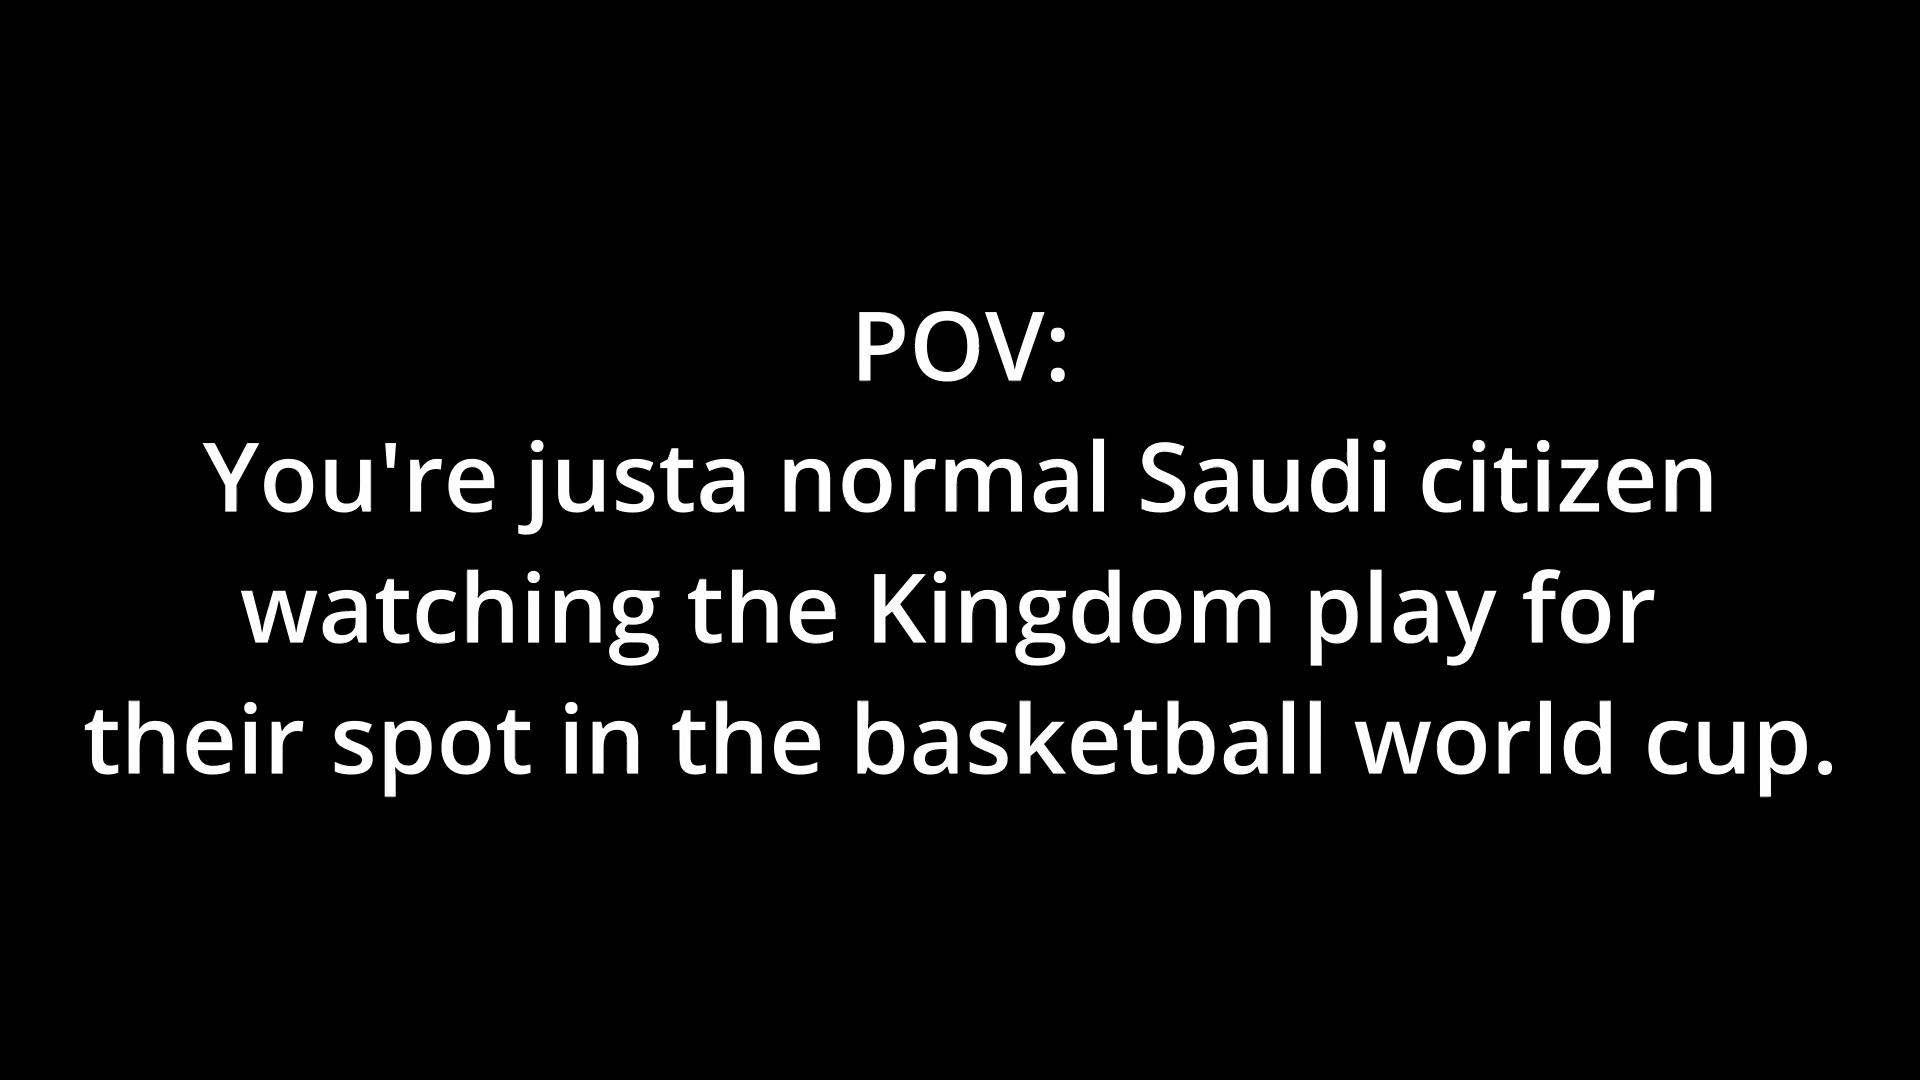 POV:
You're justa normal Saudi citizen
watching the Kingdom play for
their spot in the basketball world cup.